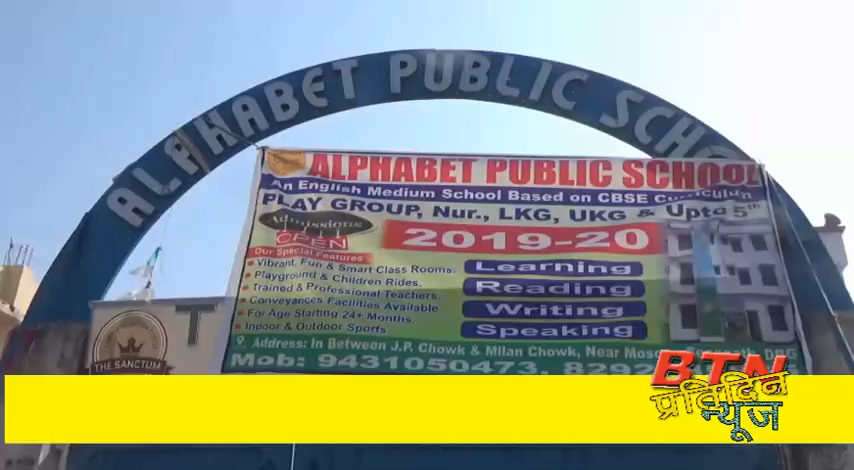 ALPHABET PUBLIC SCHOOL
ALPHABET PUBLIC SCHOOL
An English Medium School Based on CBSE Curriculum
PLAY GROUP, Nur., LKG, UKG & Upto 5th
Admissions
OPEN
2019-20
Our Special Features
Vibrant, Fun & Smart Class Rooms.
Playground & Children Rides.
Trained & Professional Teachers.
Conveyances Facilities Available
For Age Starting 24+ Months.
Indoor & Outdoor Sports
Learning
Reading
Writing
Speaking
Address: In Between J.P. Chowk & Milan Chowk, Near
Mob: 9431050473,
THE SANCTUM
T
BTN
प्रतिदिन
न्यूज